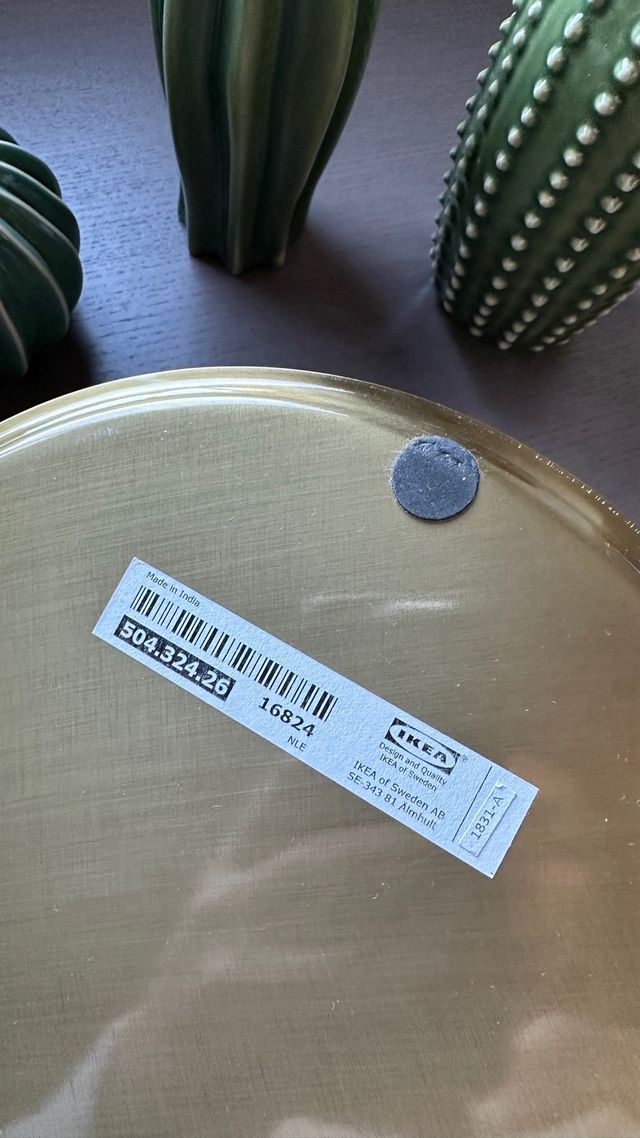 Made in India
504.324.26
16824
NLE
IKEA®
Design and Quality
IKEA of Sweden
IKEA of Sweden AB
SE-343 81 Älmhult
1831-A